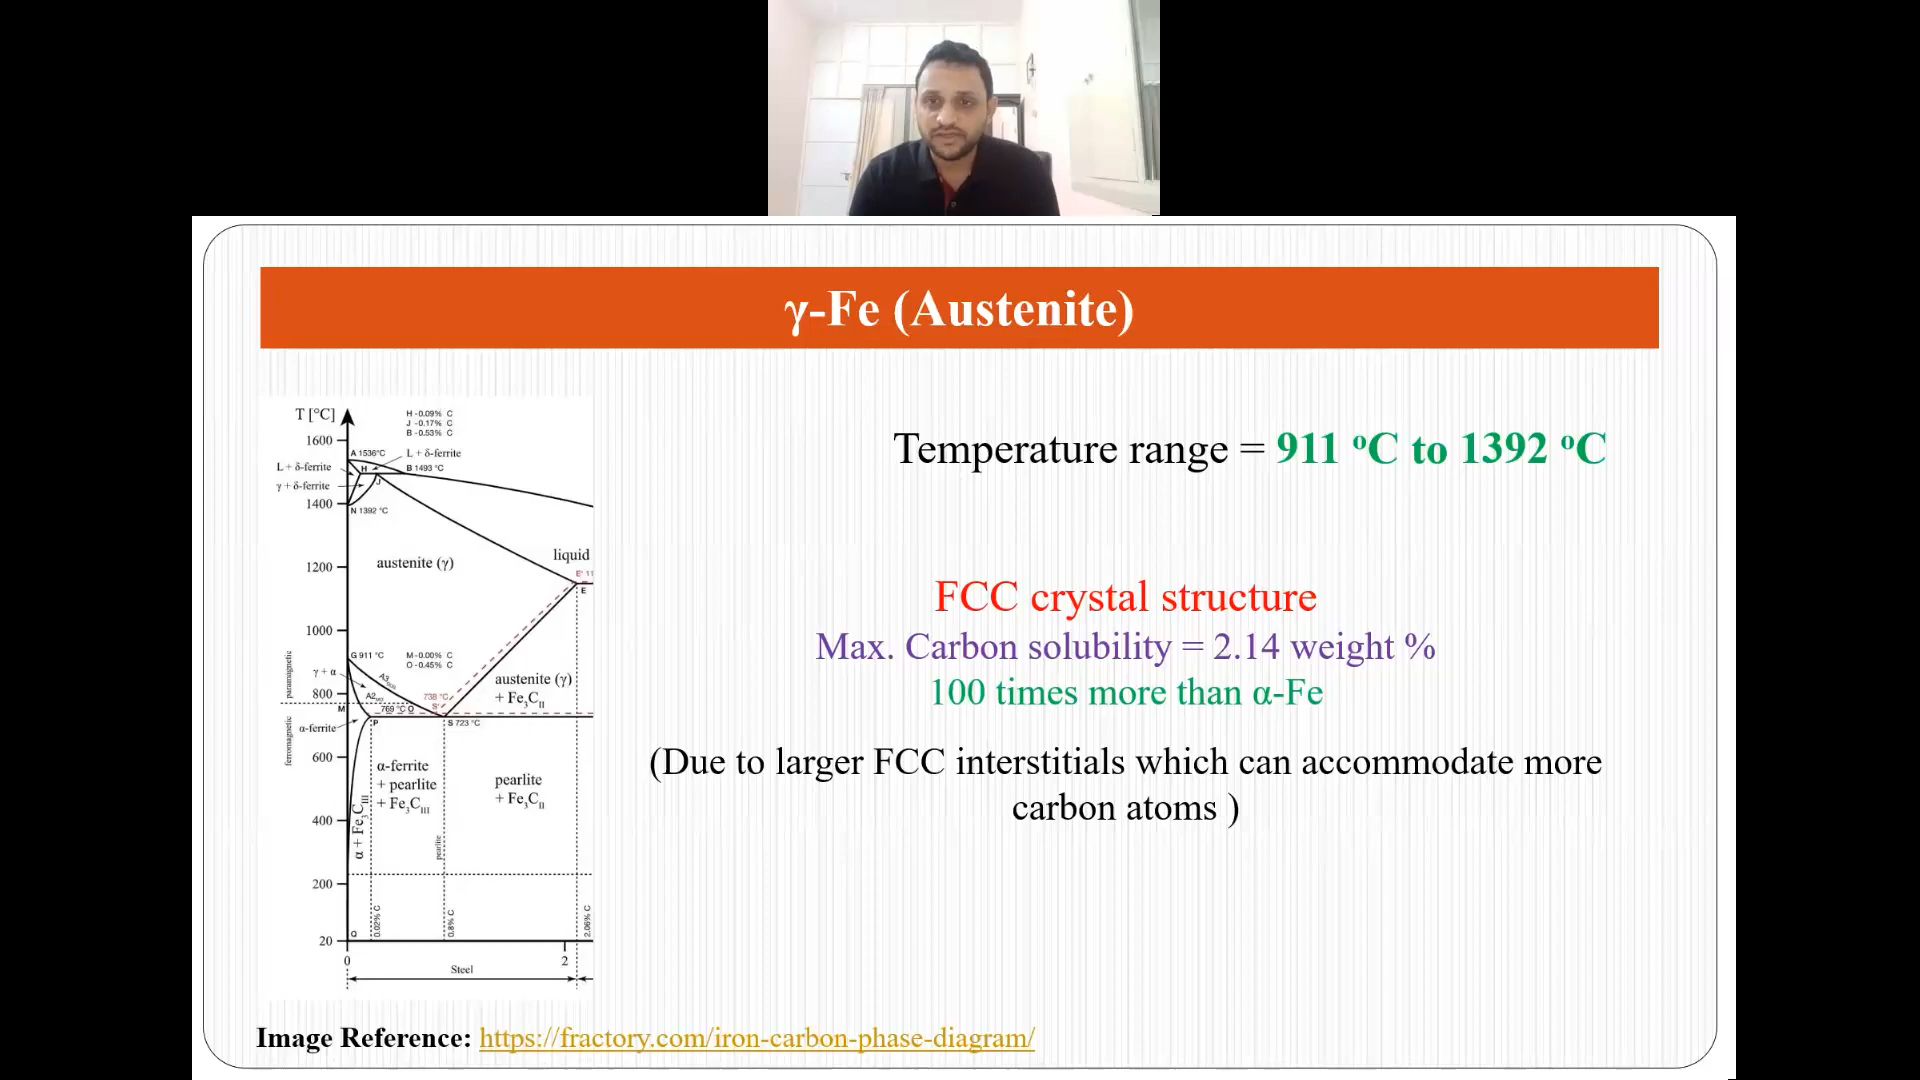 γ-Fe (Austenite)
T [°C]
H -0.09% C
J -0.17% C
B -0.53% C
1600
A 1536°C
L + δ-ferrite
L + δ-ferrite
H
B 1493 °C
J
γ + δ-ferrite
1400
N 1392 °C
austenite (γ)
liquid
1200
E' 11
E
1000
G 911 °C
M -0.00% C
O -0.45% C
paramagnetic
γ + α
austenite (γ)
+ Fe₃C_II
800
738 °C
S'
M
769 °C O
P
S 723 °C
ferromagnetic
α-ferrite
600
α-ferrite
+ pearlite
+ Fe₃C_III
pearlite
+ Fe₃C_II
α + Fe₃C_III
pearlite
400
200
0.02% C
0.8% C
2.06% C
Q
20
0
2
Steel
Temperature range = 911 °C to 1392 °C
FCC crystal structure
Max. Carbon solubility = 2.14 weight %
100 times more than α-Fe
(Due to larger FCC interstitials which can accommodate more
carbon atoms )
Image Reference: https://fractory.com/iron-carbon-phase-diagram/